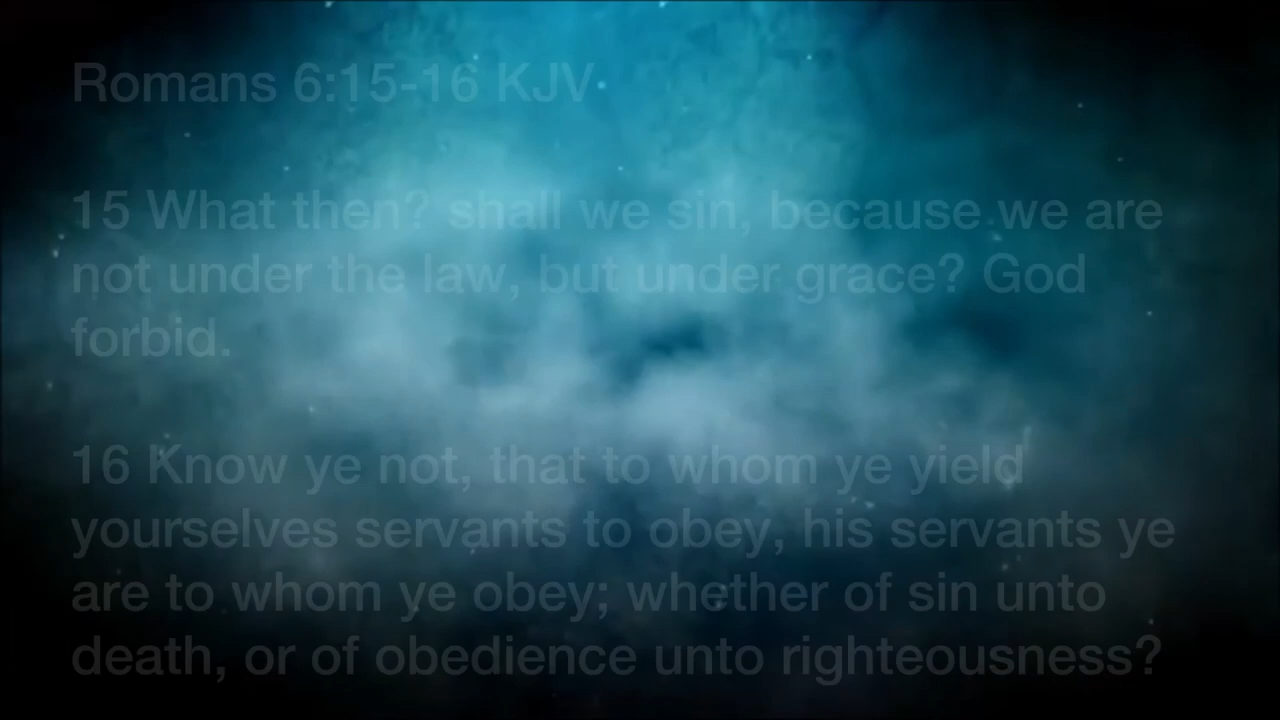 Romans 6:15-16 KJV
15 What then? shall we sin, because we are
not under the law, but under grace? God
forbid.
16 Know ye not, that to whom ye yield
yourselves servants to obey, his servants ye
are to whom ye obey; whether of sin unto
death, or of obedience unto righteousness?